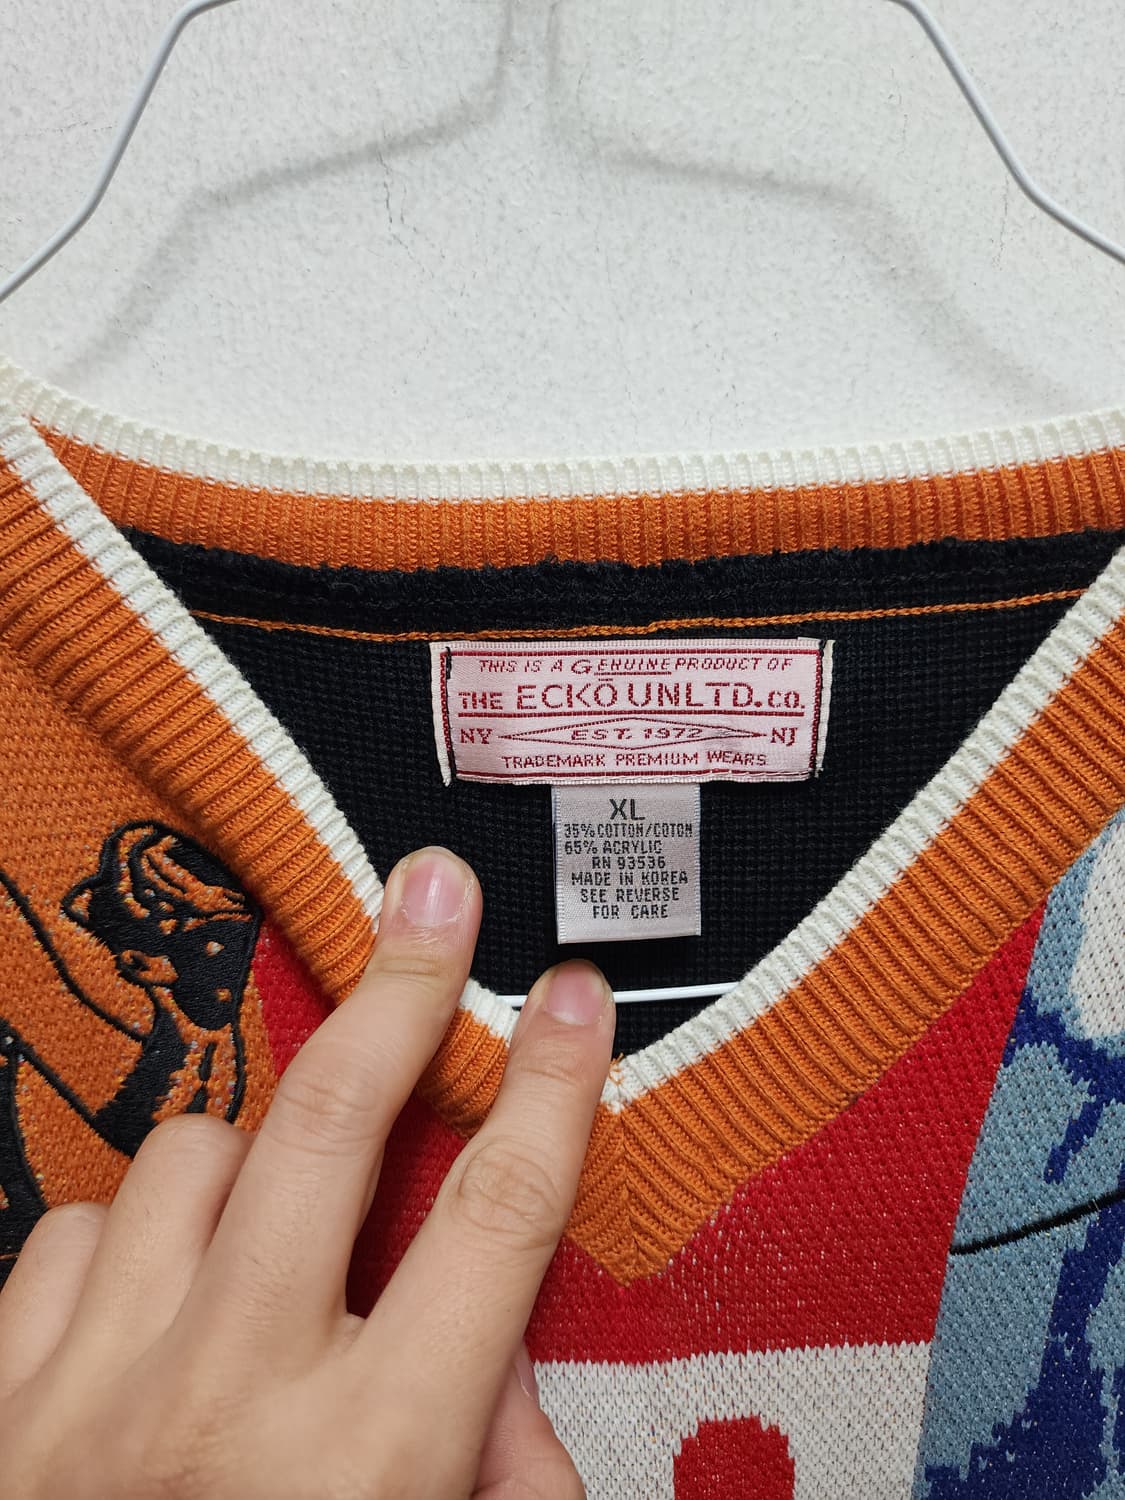 THIS IS A GENUINE PRODUCT OF
THE ECKŌ UNLTD.CO.
NY EST. 1972 NJ
TRADEMARK PREMIUM WEARS
XL
35% COTTON/COTON
65% ACRYLIC
RN 93536
MADE IN KOREA
SEE REVERSE
FOR CARE